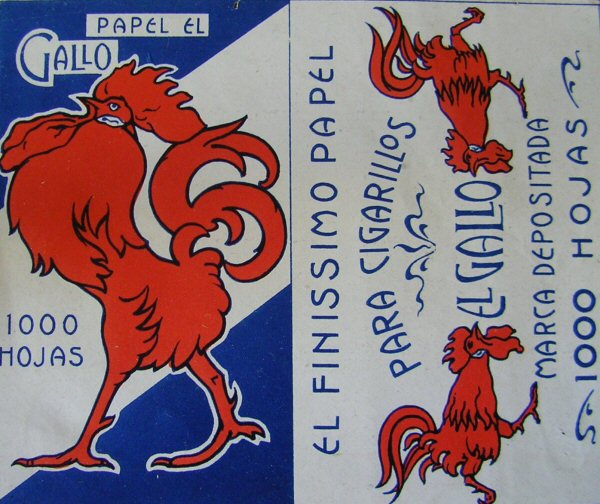 PAPEL EL
GALLO
1000
HOJAS
EL FINISSIMO PAPEL
PARA CIGARILLOS
EL GALLO
MARCA DEPOSITADA
1000 HOJAS